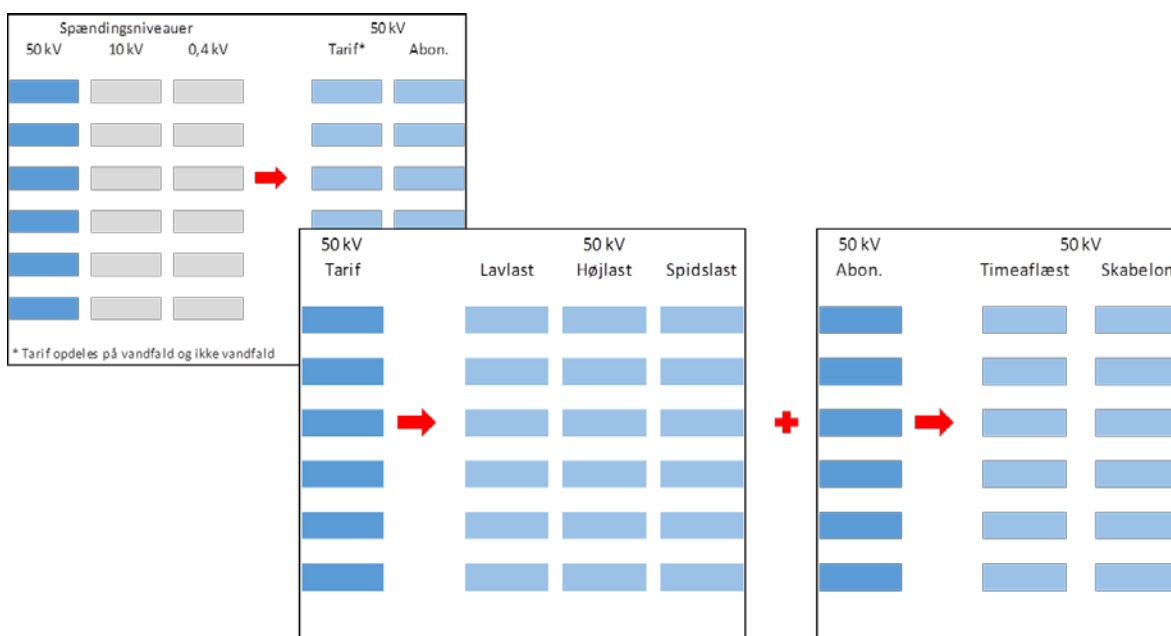 Spændingsniveauer
50 kV
50 kV 10 kV 0,4 kV
Tarif* Abon.
* Tarif opdeles på vandfald og ikke vandfald
50 kV
50 kV
Tarif
Lavlast Højlast Spidslast
50 kV
50 kV
Abon.
Timeaflæst Skabelon